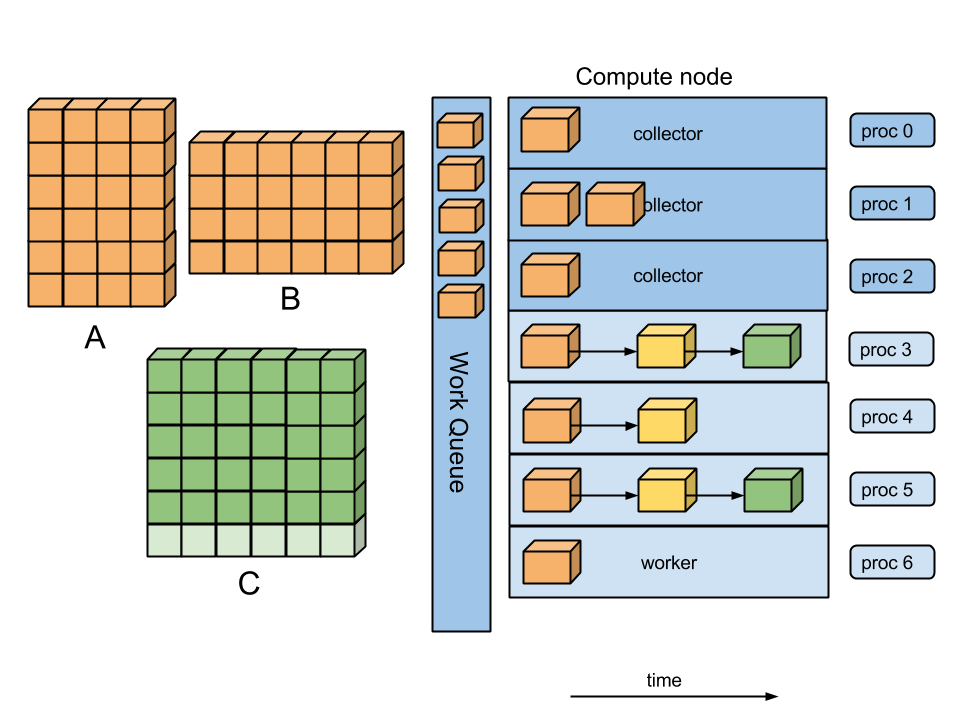 Compute node
collector
proc 0
ollector
proc 1
collector
proc 2
proc 3
proc 4
proc 5
worker
proc 6
A
B
C
Work Queue
time